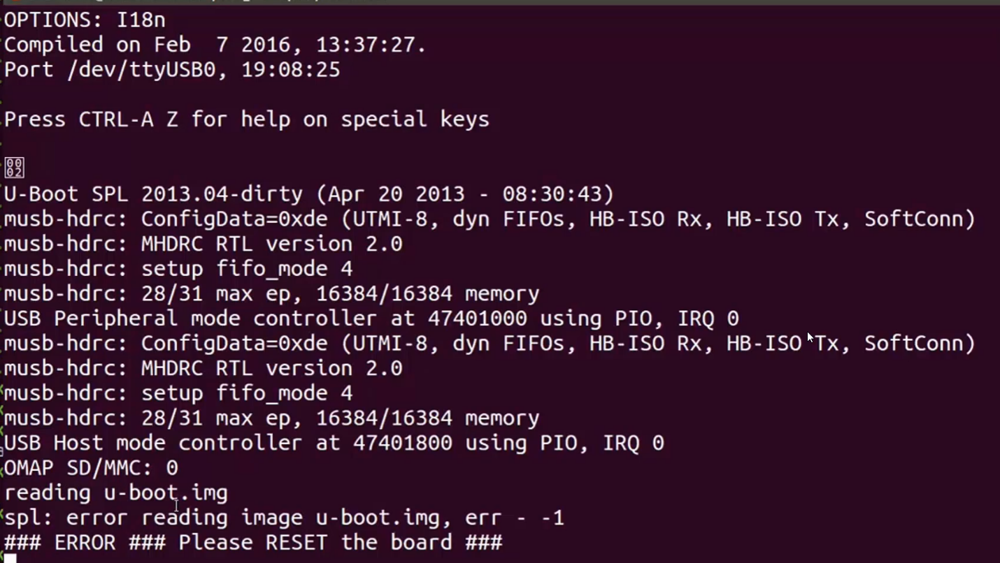 OPTIONS: I18n
Compiled on Feb  7 2016, 13:37:27.
Port /dev/ttyUSB0, 19:08:25
Press CTRL-A Z for help on special keys
U-Boot SPL 2013.04-dirty (Apr 20 2013 - 08:30:43)
musb-hdrc: ConfigData=0xde (UTMI-8, dyn FIFOs, HB-ISO Rx, HB-ISO Tx, SoftConn)
musb-hdrc: MHDRC RTL version 2.0
musb-hdrc: setup fifo_mode 4
musb-hdrc: 28/31 max ep, 16384/16384 memory
USB Peripheral mode controller at 47401000 using PIO, IRQ 0
musb-hdrc: ConfigData=0xde (UTMI-8, dyn FIFOs, HB-ISO Rx, HB-ISO Tx, SoftConn)
musb-hdrc: MHDRC RTL version 2.0
musb-hdrc: setup fifo_mode 4
musb-hdrc: 28/31 max ep, 16384/16384 memory
USB Host mode controller at 47401800 using PIO, IRQ 0
OMAP SD/MMC: 0
reading u-boot.img
spl: error reading image u-boot.img, err - -1
### ERROR ### Please RESET the board ###